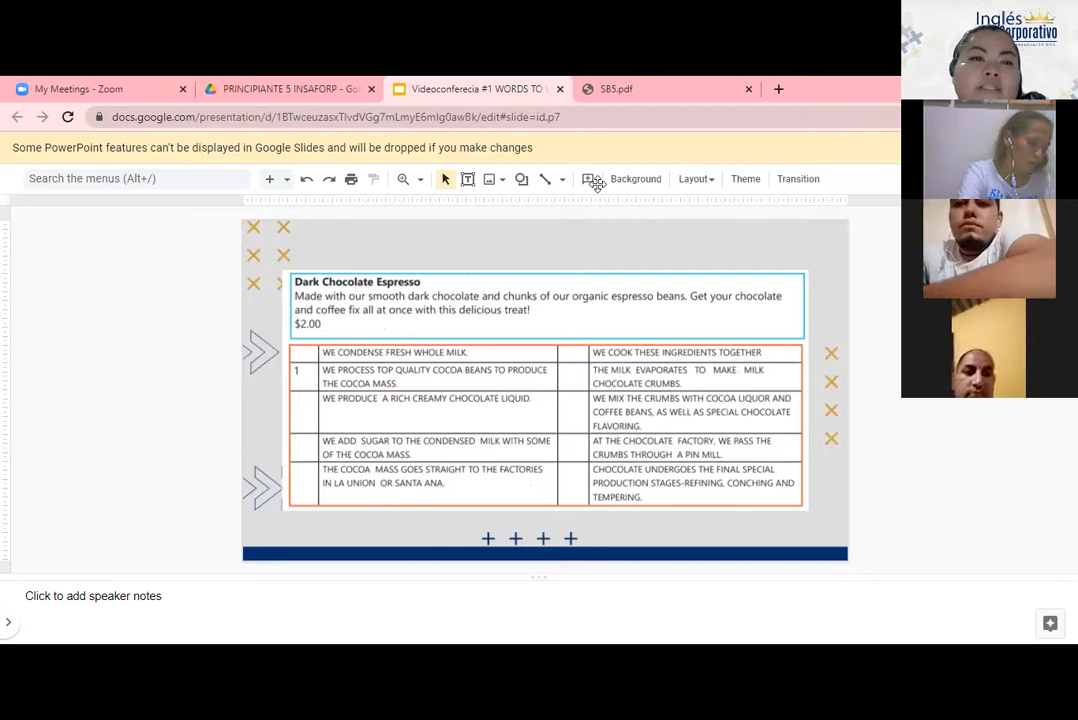 Inglés
Corporativo
My Meetings - Zoom
PRINCIPIANTE 5 INSAFORP - Go
Videoconferecia #1 WORDS TO
SB5.pdf
docs.google.com/presentation/d/1BTwceuzasxTlvdVGg7mLmyE6mIg0awBk/edit#slide=id.p7
Some PowerPoint features can't be displayed in Google Slides and will be dropped if you make changes
Search the menus (Alt+/)
Background
Layout
Theme
Transition
Dark Chocolate Espresso
Made with our smooth dark chocolate and chunks of our organic espresso beans. Get your chocolate
and coffee fix all at once with this delicious treat!
$2.00
WE CONDENSE FRESH WHOLE MILK.
WE COOK THESE INGREDIENTS TOGETHER
1
WE PROCESS TOP QUALITY COCOA BEANS TO PRODUCE
THE COCOA MASS.
THE MILK EVAPORATES TO MAKE MILK
CHOCOLATE CRUMBS.
WE PRODUCE A RICH CREAMY CHOCOLATE LIQUID.
WE MIX THE CRUMBS WITH COCOA LIQUOR AND
COFFEE BEANS, AS WELL AS SPECIAL CHOCOLATE
FLAVORING.
WE ADD SUGAR TO THE CONDENSED MILK WITH SOME
OF THE COCOA MASS.
AT THE CHOCOLATE FACTORY, WE PASS THE
CRUMBS THROUGH A PIN MILL.
THE COCOA MASS GOES STRAIGHT TO THE FACTORIES
IN LA UNION OR SANTA ANA.
CHOCOLATE UNDERGOES THE FINAL SPECIAL
PRODUCTION STAGES-REFINING, CONCHING AND
TEMPERING.
Click to add speaker notes